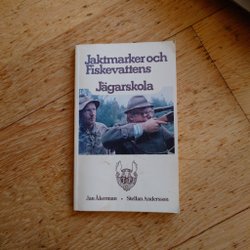 Jaktmarker och
Fiskevattens
Jägarskola
Jan Åkerman • Stellan Andersson